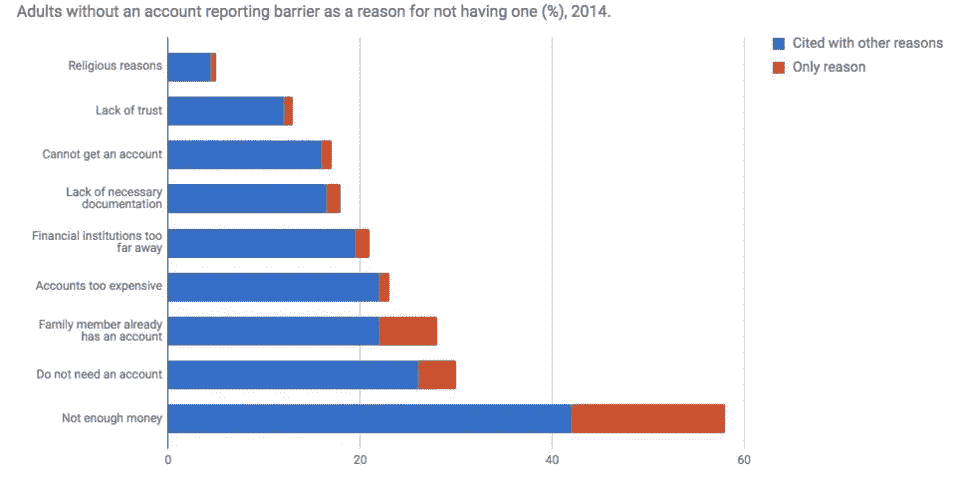 Adults without an account reporting barrier as a reason for not having one (%), 2014.
Cited with other reasons
Only reason
Religious reasons
Lack of trust
Cannot get an account
Lack of necessary
documentation
Financial institutions too
far away
Accounts too expensive
Family member already
has an account
Do not need an account
Not enough money
0 20 40 60